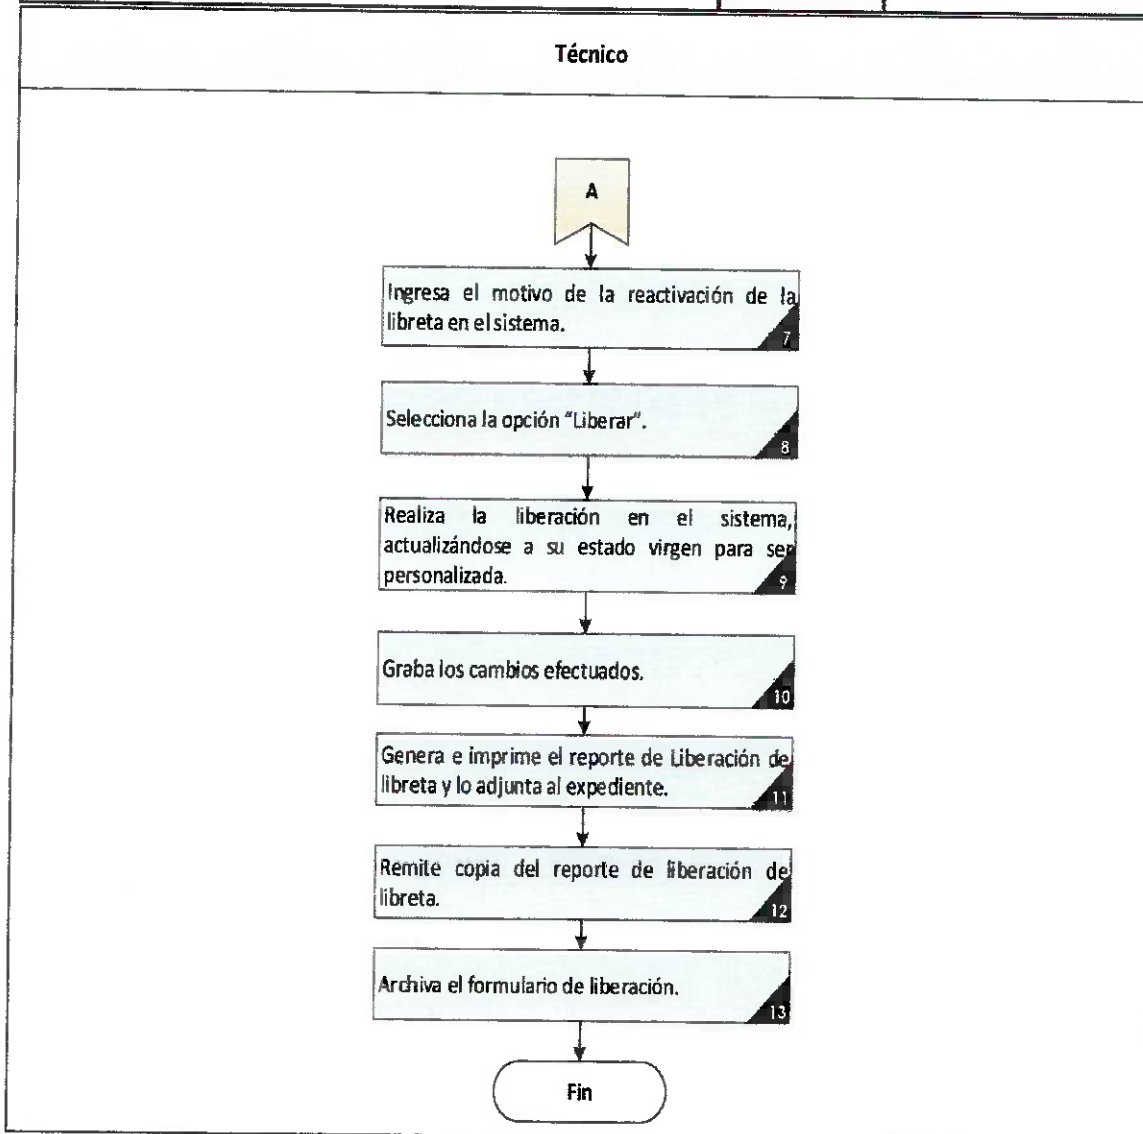 Técnico
A
Ingresa el motivo de la reactivación de la
libreta en el sistema.
7
Selecciona la opción "Liberar".
8
Realiza la liberación en el sistema,
actualizándose a su estado virgen para ser
personalizada.
9
Graba los cambios efectuados.
10
Genera e imprime el reporte de Liberación de
libreta y lo adjunta al expediente.
11
Remite copia del reporte de liberación de
libreta.
12
Archiva el formulario de liberación.
13
Fin